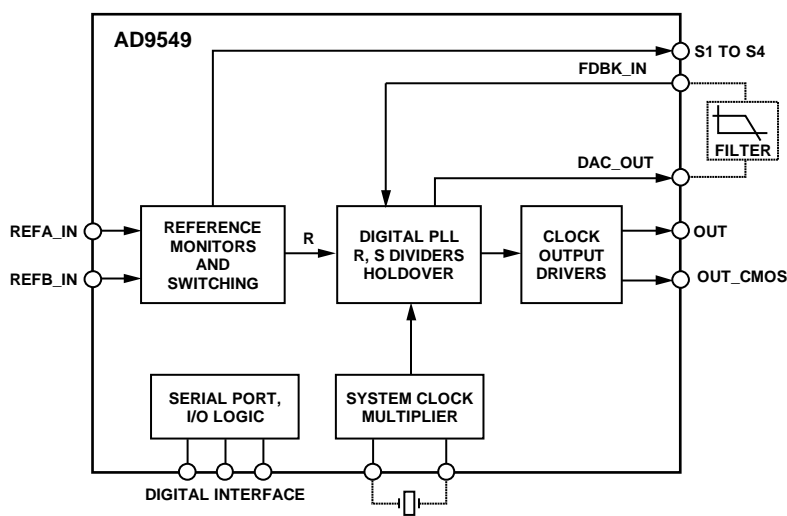 AD9549
S1 TO S4
FDBK_IN
FILTER
DAC_OUT
REFA_IN
REFB_IN
REFERENCE
MONITORS
AND
SWITCHING
R
DIGITAL PLL
R, S DIVIDERS
HOLDOVER
CLOCK
OUTPUT
DRIVERS
OUT
OUT_CMOS
SERIAL PORT,
I/O LOGIC
SYSTEM CLOCK
MULTIPLIER
DIGITAL INTERFACE